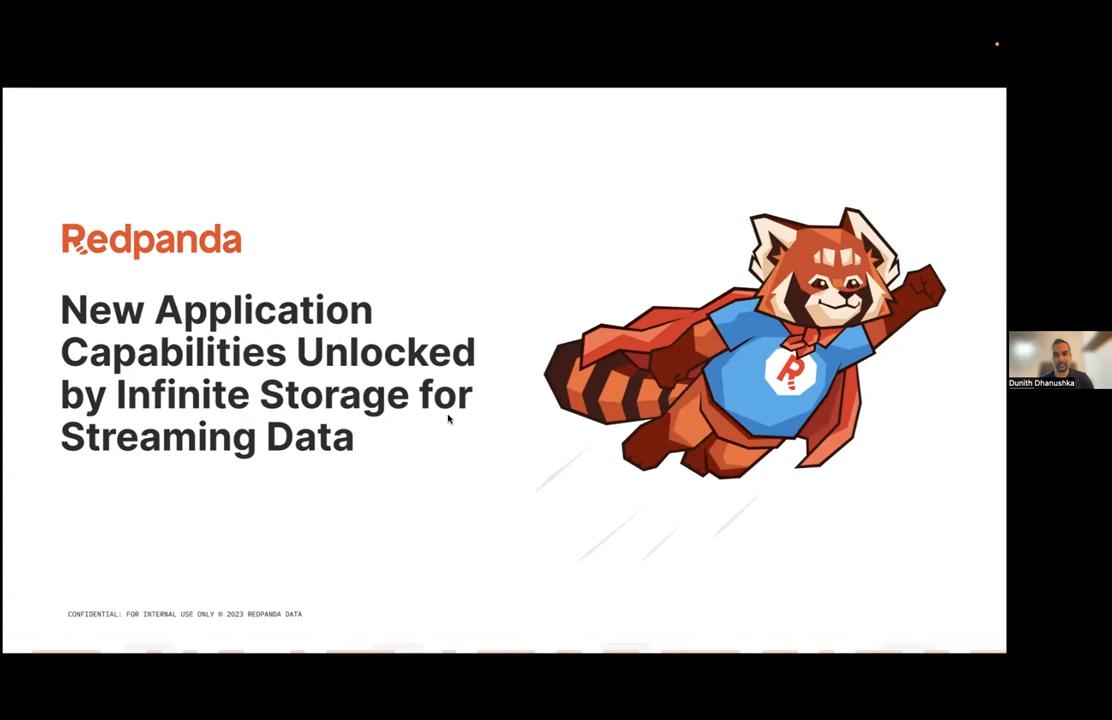 Redpanda
New Application
Capabilities Unlocked
by Infinite Storage for
Streaming Data
R
Dunith Dhanushka
CONFIDENTIAL: FOR INTERNAL USE ONLY © 2023 REDPANDA DATA